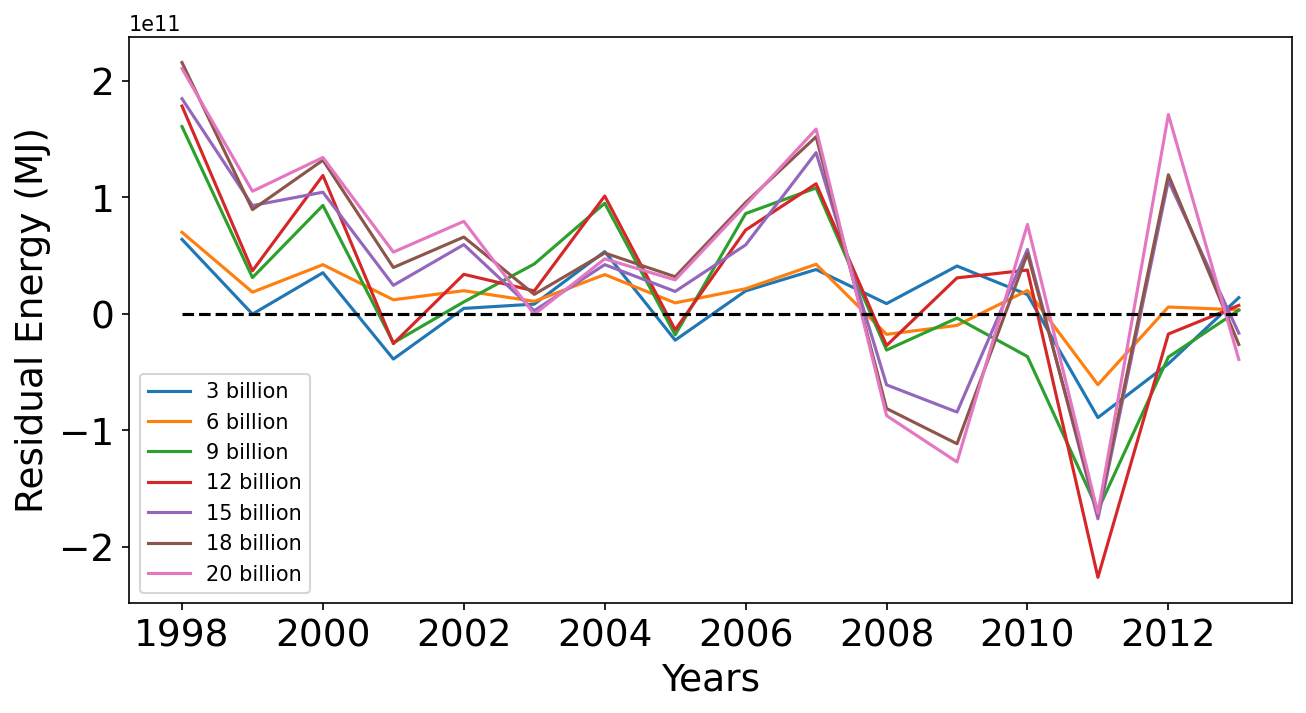 1e11
Residual Energy (MJ)
2
1
0
−1
−2
3 billion
6 billion
9 billion
12 billion
15 billion
18 billion
20 billion
1998 2000 2002 2004 2006 2008 2010 2012
Years